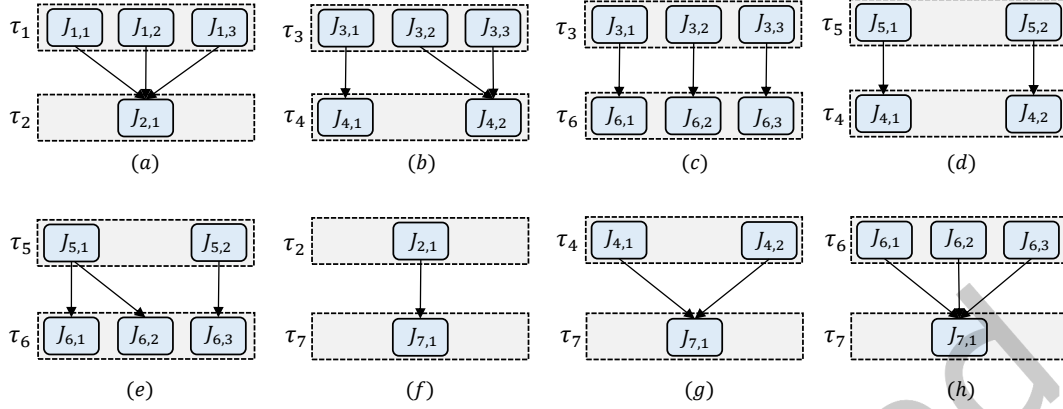 τ1 J1,1 J1,2 J1,3
τ3 J3,1 J3,2 J3,3
τ3 J3,1 J3,2 J3,3
τ5 J5,1 J5,2
τ2 J2,1
τ4 J4,1 J4,2
τ6 J6,1 J6,2 J6,3
τ4 J4,1 J4,2
(a)
(b)
(c)
(d)
τ5 J5,1 J5,2
τ2 J2,1
τ4 J4,1 J4,2
τ6 J6,1 J6,2 J6,3
τ6 J6,1 J6,2 J6,3
τ7 J7,1
τ7 J7,1
τ7 J7,1
(e)
(f)
(g)
(h)